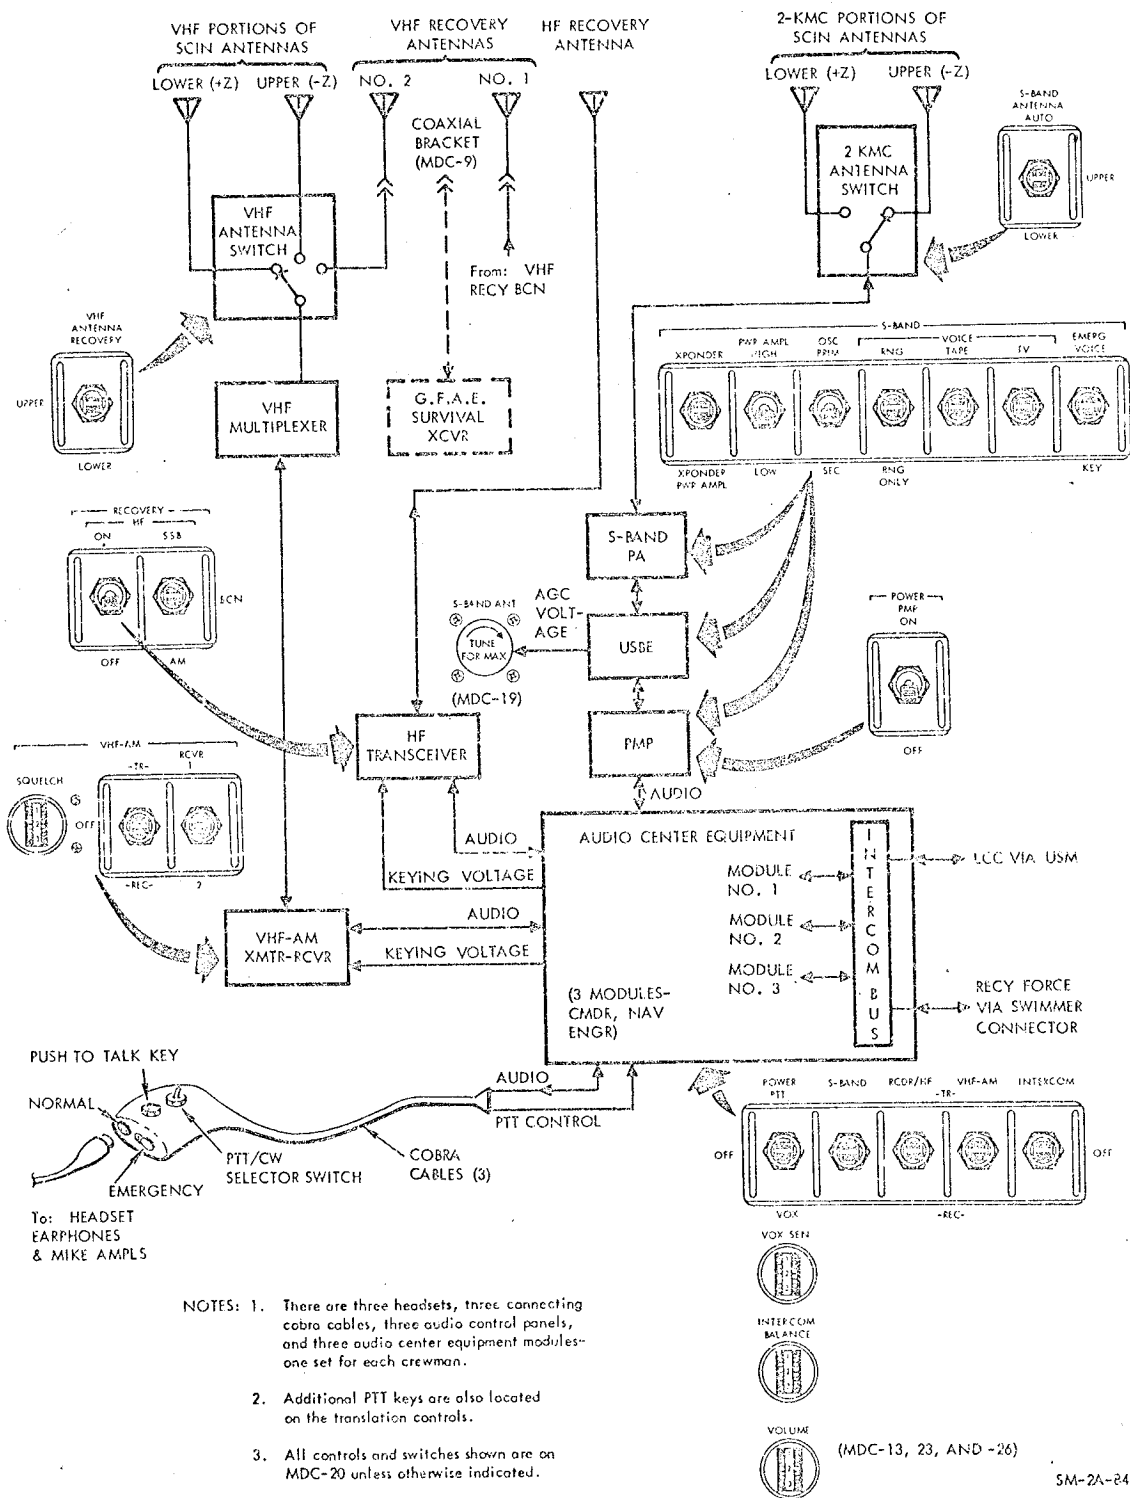 VHF PORTIONS OF
SCIN ANTENNAS
VHF RECOVERY
ANTENNAS
HF RECOVERY
ANTENNA
2-KMC PORTIONS OF
SCIN ANTENNAS
LOWER (+Z) UPPER (-Z)
NO. 2 NO. 1
LOWER (+Z) UPPER (-Z)
COAXIAL
BRACKET
(MDC-9)
S-BAND
ANTENNA
AUTO
UPPER
LOWER
VHF
ANTENNA
SWITCH
2 KMC
ANTENNA
SWITCH
From: VHF
RECY BCN
VHF
ANTENNA
RECOVERY
UPPER
LOWER
VHF
MULTIPLEXER
G.F.A.E.
SURVIVAL
XCVR
S-BAND
XPONDER
PWR AMPL
HIGH
OSC
PRIM
VOICE
RNG TAPE TV
EMERG
VOICE
XPONDER
PWR AMPL
LOW
SEC
RNG
ONLY
KEY
RECOVERY
HF
ON SSB
BCN
OFF AM
S-BAND
PA
AGC
VOLT-
AGE
S-BAND ANT
TUNE
FOR MAX
(MDC-19)
USBE
POWER
PMP
ON
OFF
HF
TRANSCEIVER
PMP
AUDIO
VHF-AM
SQUELCH
-TR-
RCVR
1
OFF
-REC- 2
AUDIO
KEYING VOLTAGE
AUDIO
KEYING VOLTAGE
VHF-AM
XMTR-RCVR
AUDIO CENTER EQUIPMENT
MODULE
NO. 1
MODULE
NO. 2
MODULE
NO. 3
INTERCOM BUS
(3 MODULES-
CMDR, NAV
ENGR)
LCC VIA USM
RECY FORCE
VIA SWIMMER
CONNECTOR
PUSH TO TALK KEY
NORMAL
EMERGENCY
PTT/CW
SELECTOR SWITCH
COBRA
CABLES (3)
AUDIO
PTT CONTROL
To: HEADSET
EARPHONES
& MIKE AMPLS
POWER
PTT
S-BAND RCDR/HF VHF-AM INTERCOM
-TR-
OFF OFF
VOX
-REC-
VOX SEN
INTERCOM
BALANCE
VOLUME
(MDC-13, 23, AND -26)
NOTES: 1. There are three headsets, three connecting
cobra cables, three audio control panels,
and three audio center equipment modules-
one set for each crewman.
2. Additional PTT keys are also located
on the translation controls.
3. All controls and switches shown are on
MDC-20 unless otherwise indicated.
SM-2A-84